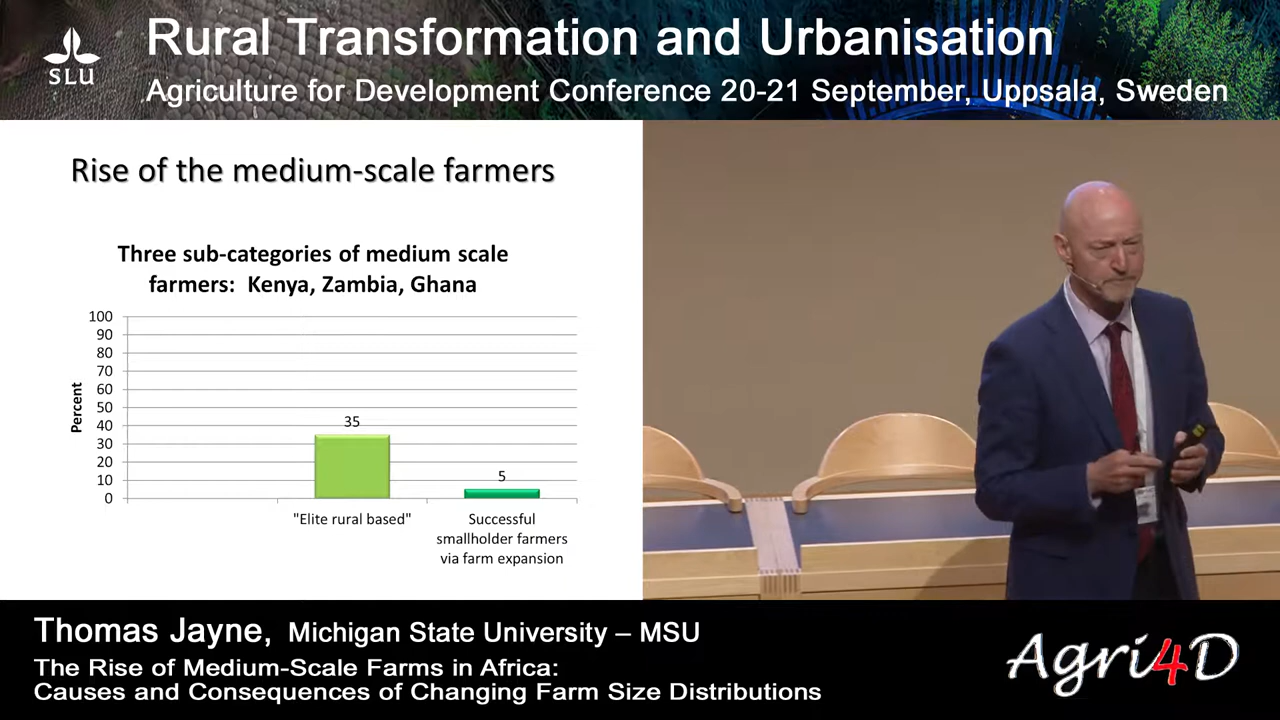 SLU
Rural Transformation and Urbanisation
Agriculture for Development Conference 20-21 September, Uppsala, Sweden
Rise of the medium-scale farmers
Three sub-categories of medium scale
farmers: Kenya, Zambia, Ghana
Percent
100
90
80
70
60
50
40
30
20
10
0
35
5
"Elite rural based"
Successful
smallholder farmers
via farm expansion
Thomas Jayne, Michigan State University – MSU
The Rise of Medium-Scale Farms in Africa:
Causes and Consequences of Changing Farm Size Distributions
Agri4D